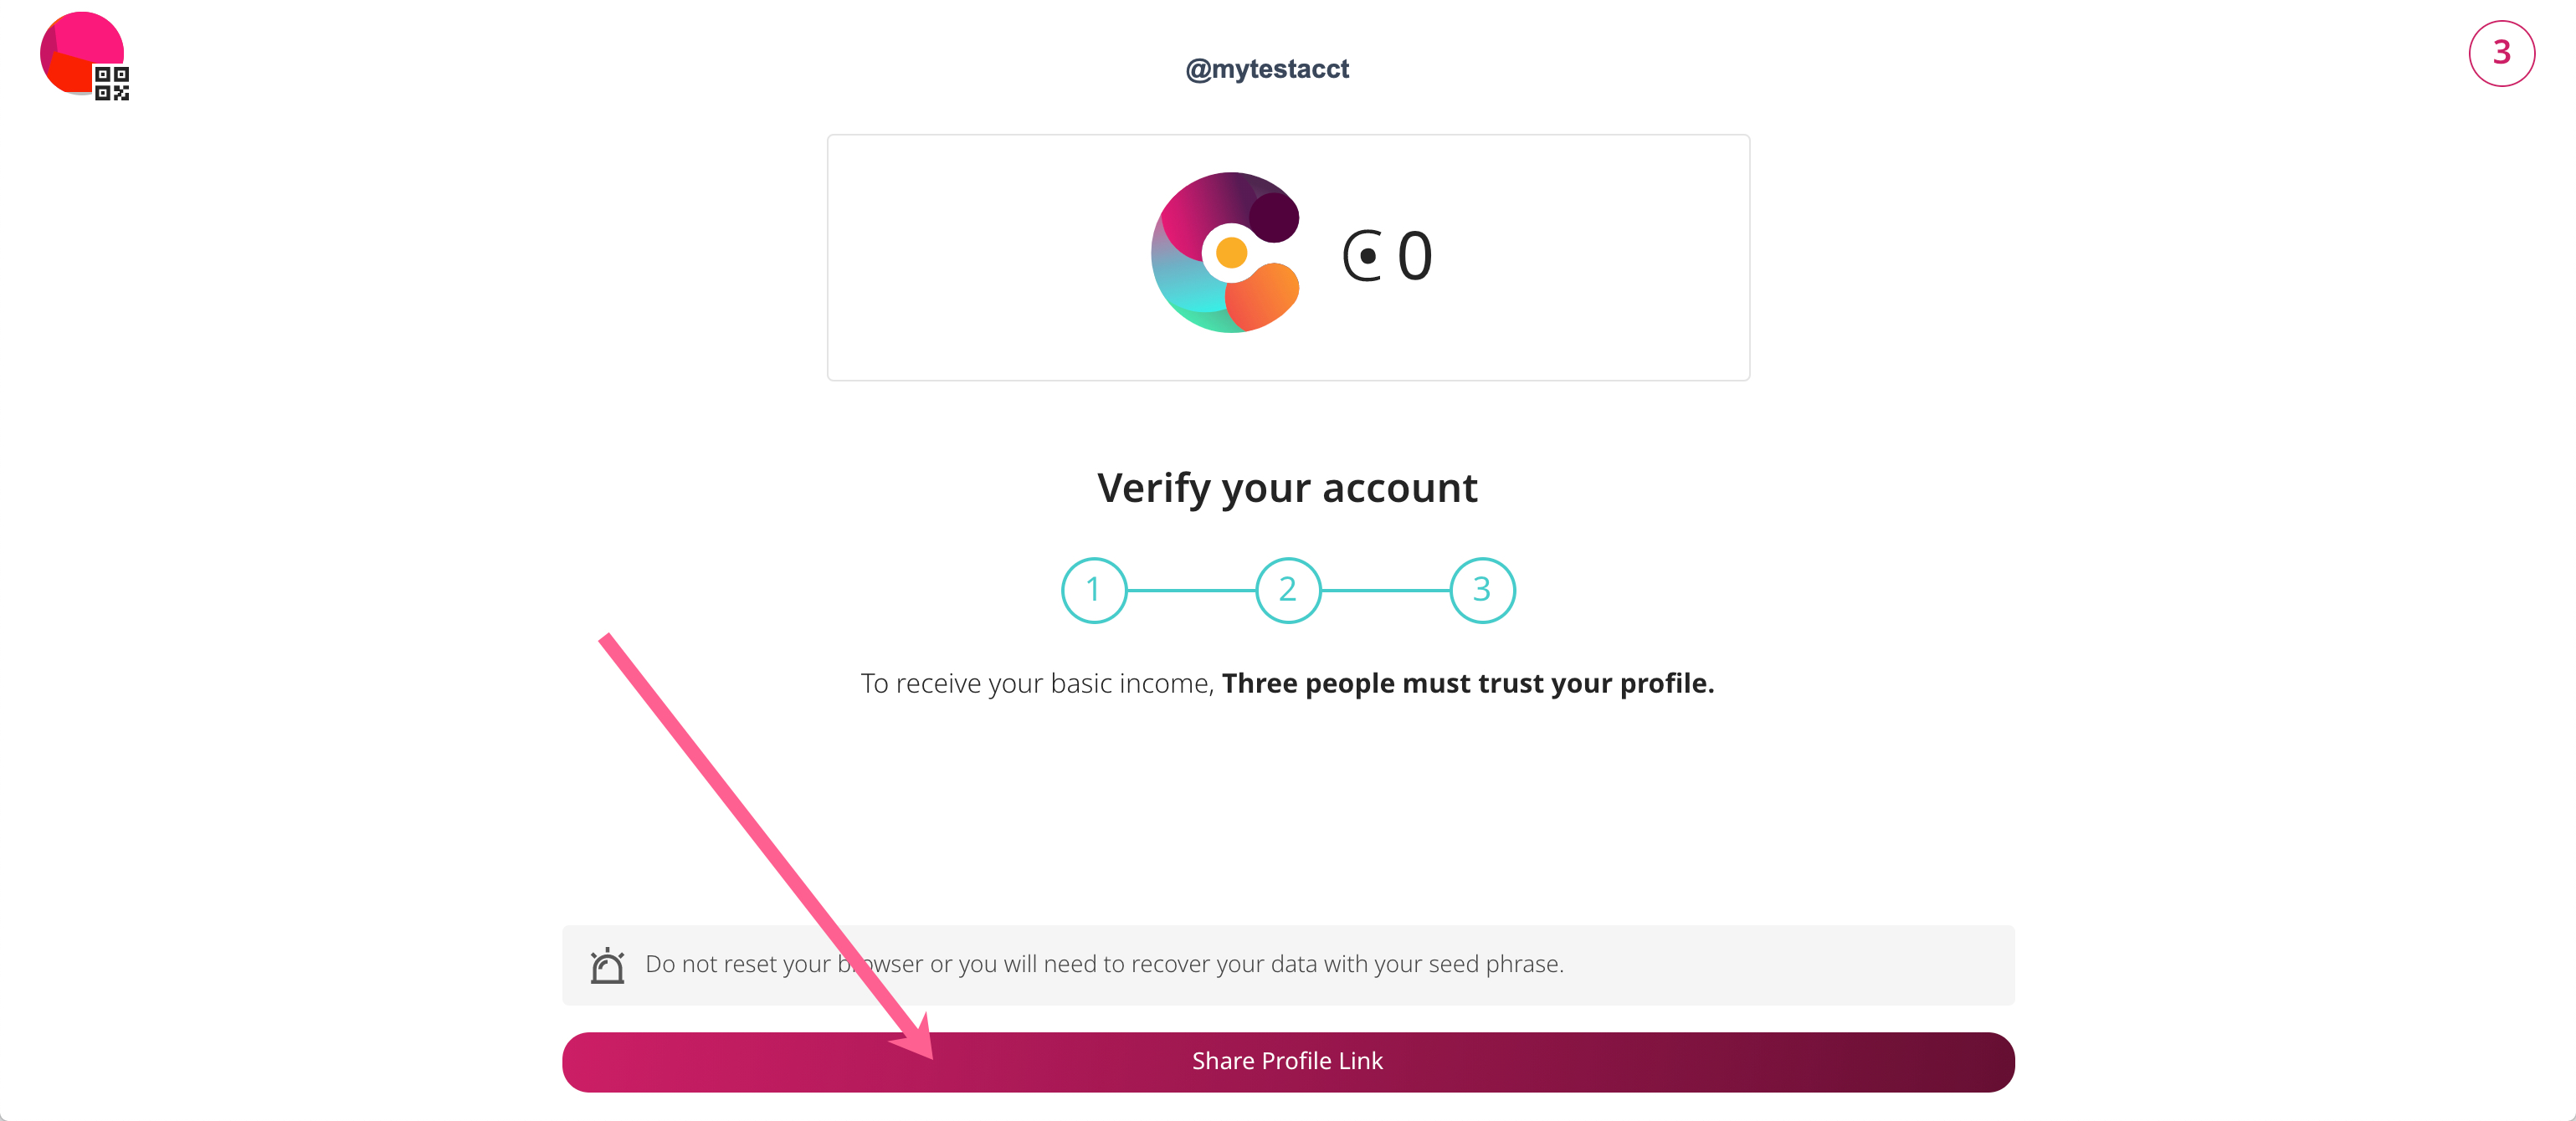 @mytestacct
3
0
Verify your account
1 2 3
To receive your basic income, Three people must trust your profile.
Do not reset your browser or you will need to recover your data with your seed phrase.
Share Profile Link